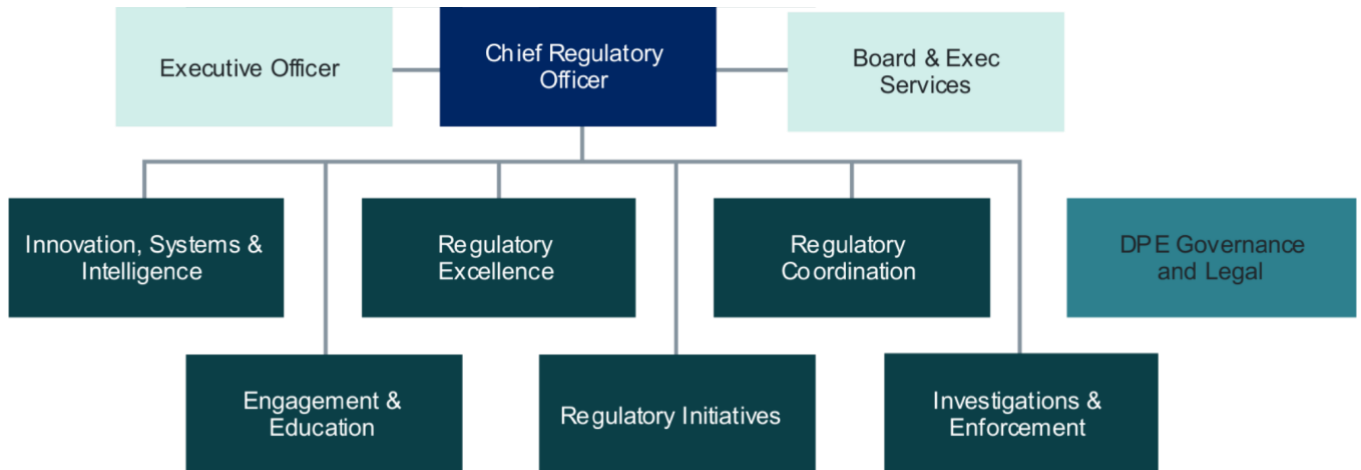 Executive Officer
Chief Regulatory
Officer
Board & Exec
Services
Innovation, Systems &
Intelligence
Regulatory
Excellence
Regulatory
Coordination
DPE Governance
and Legal
Engagement &
Education
Regulatory Initiatives
Investigations &
Enforcement